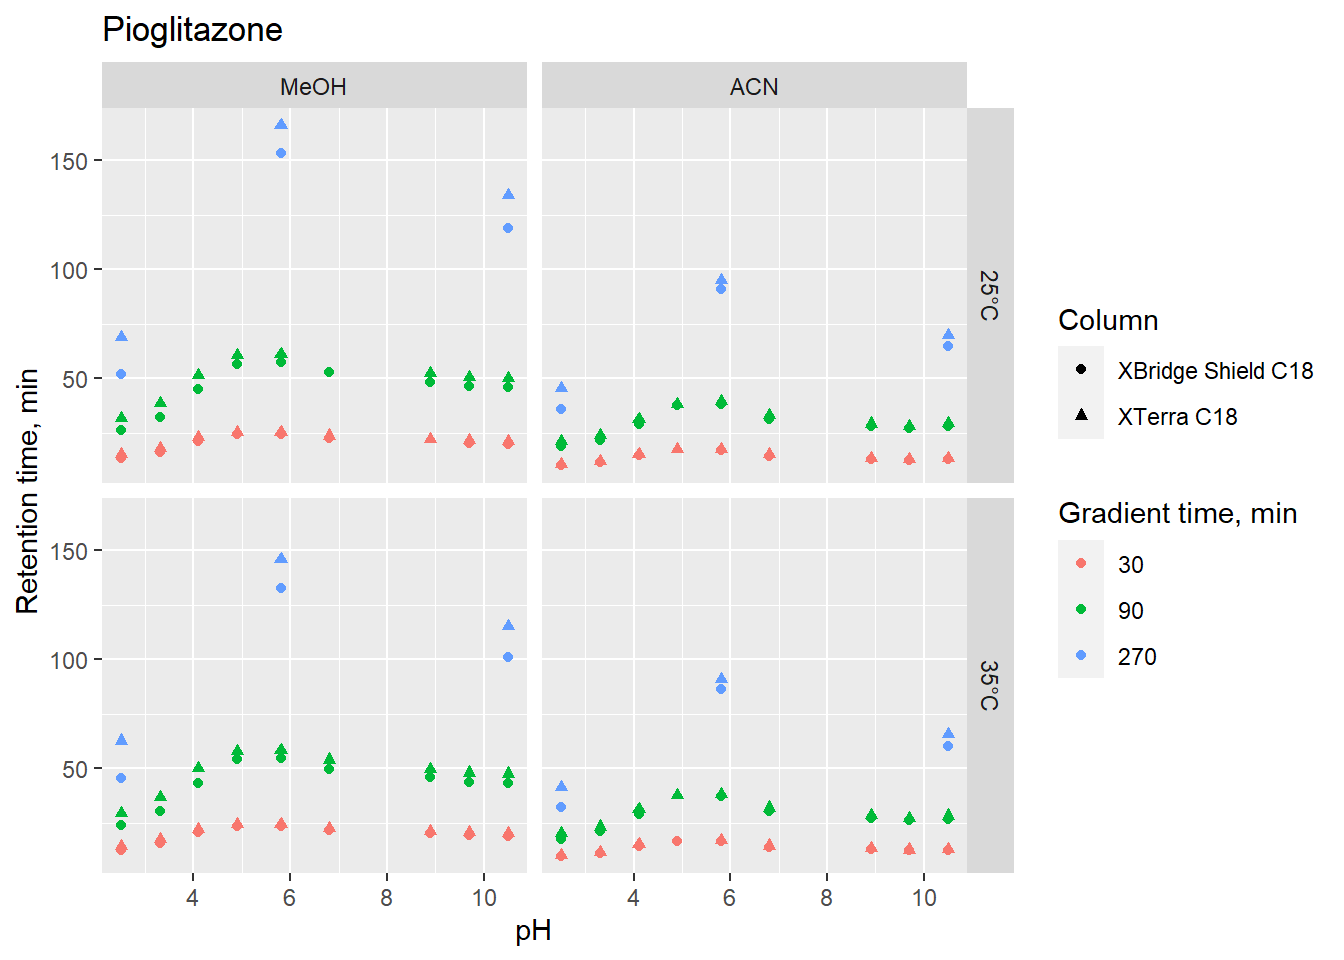 Pioglitazone
MeOH
ACN
150
100
50
25°C
150
100
50
35°C
Retention time, min
4
6
8
10
4
6
8
10
pH
Column
XBridge Shield C18
XTerra C18
Gradient time, min
30
90
270